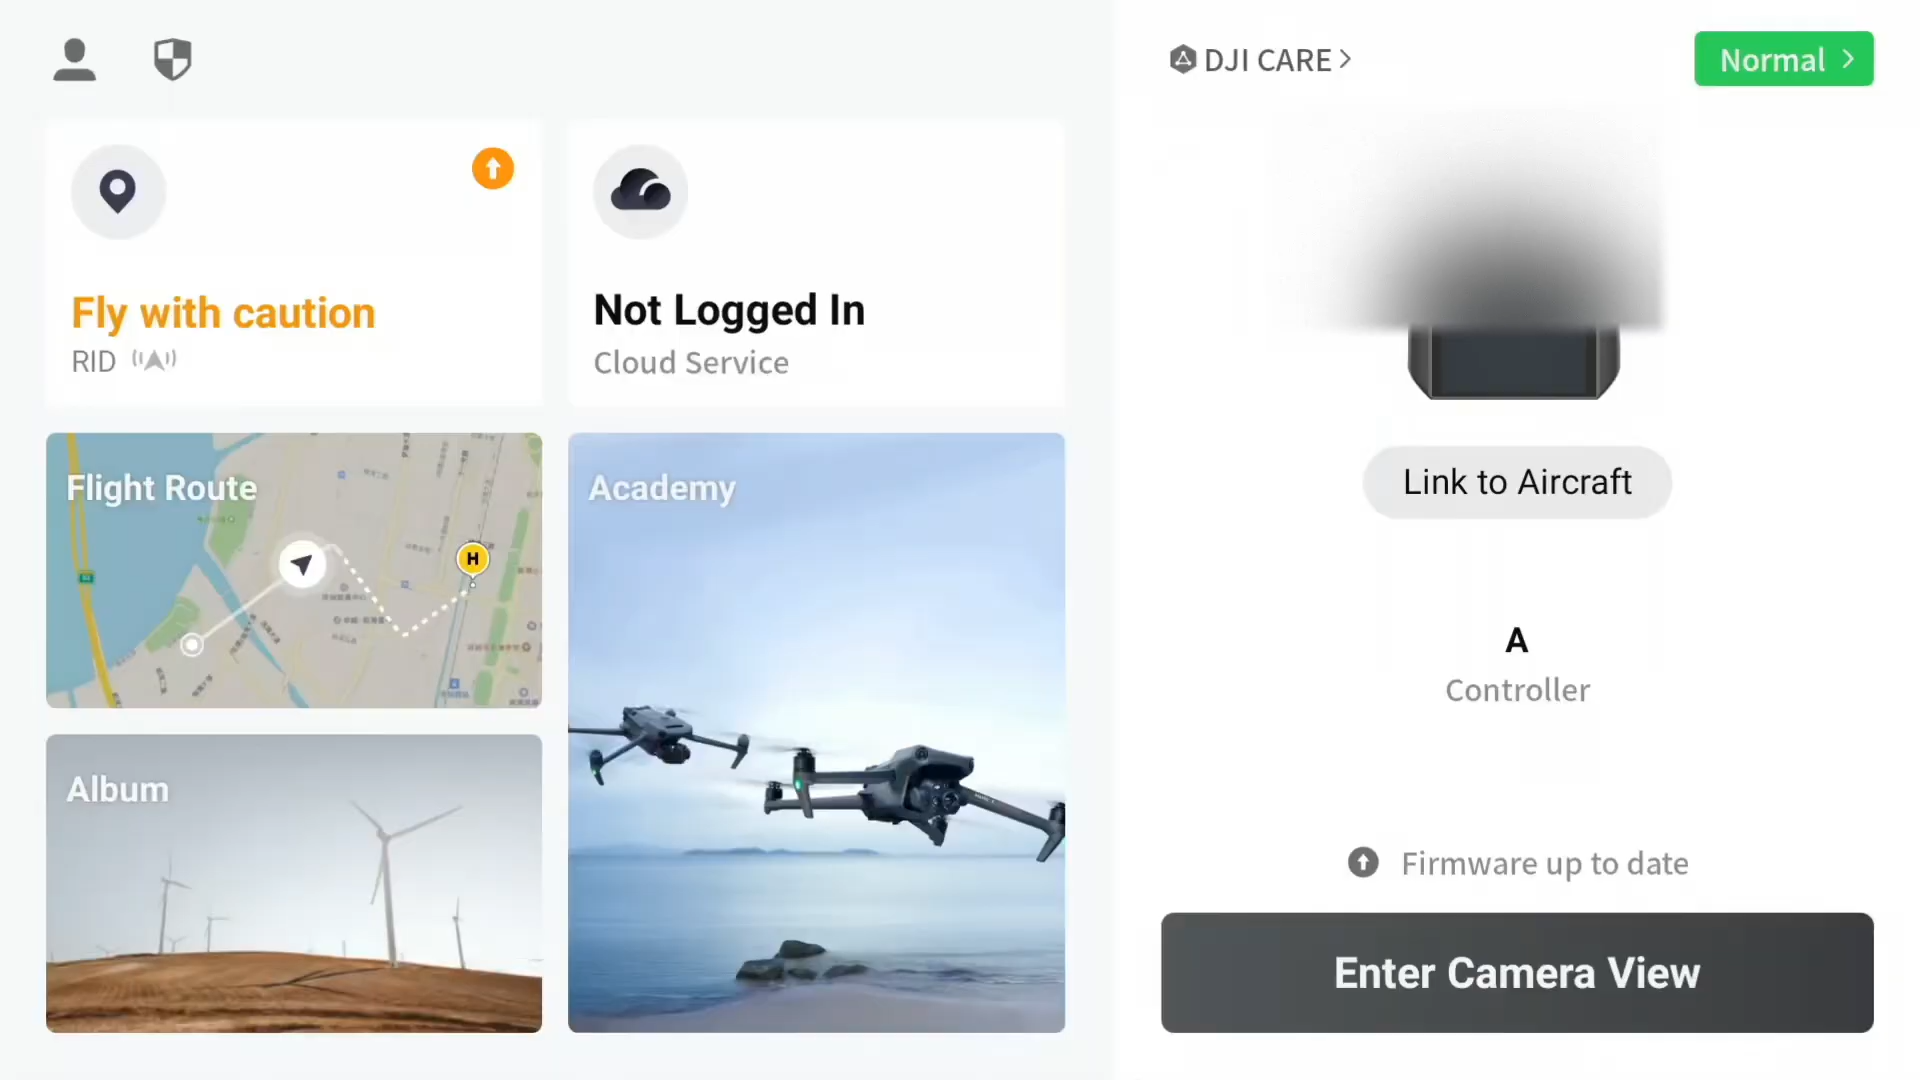 DJI CARE
Normal
Fly with caution
RID
Not Logged In
Cloud Service
Flight Route
H
Academy
Album
Link to Aircraft
A
Controller
Firmware up to date
Enter Camera View